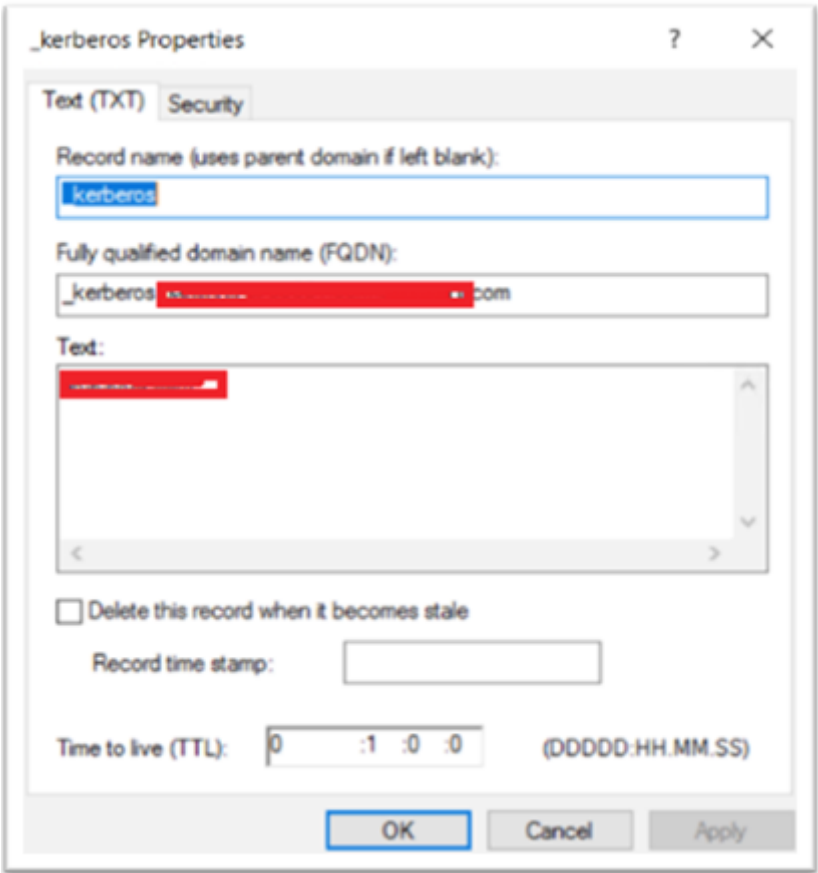 _kerberos Properties
?
Text (TXT)
Security
Record name (uses parent domain if left blank):
_kerberos
Fully qualified domain name (FQDN):
_kerberos com
Text:
Delete this record when it becomes stale
Record time stamp:
Time to live (TTL): 0 :1 :0 :0 (DDDDD:HH.MM.SS)
OK Cancel Apply